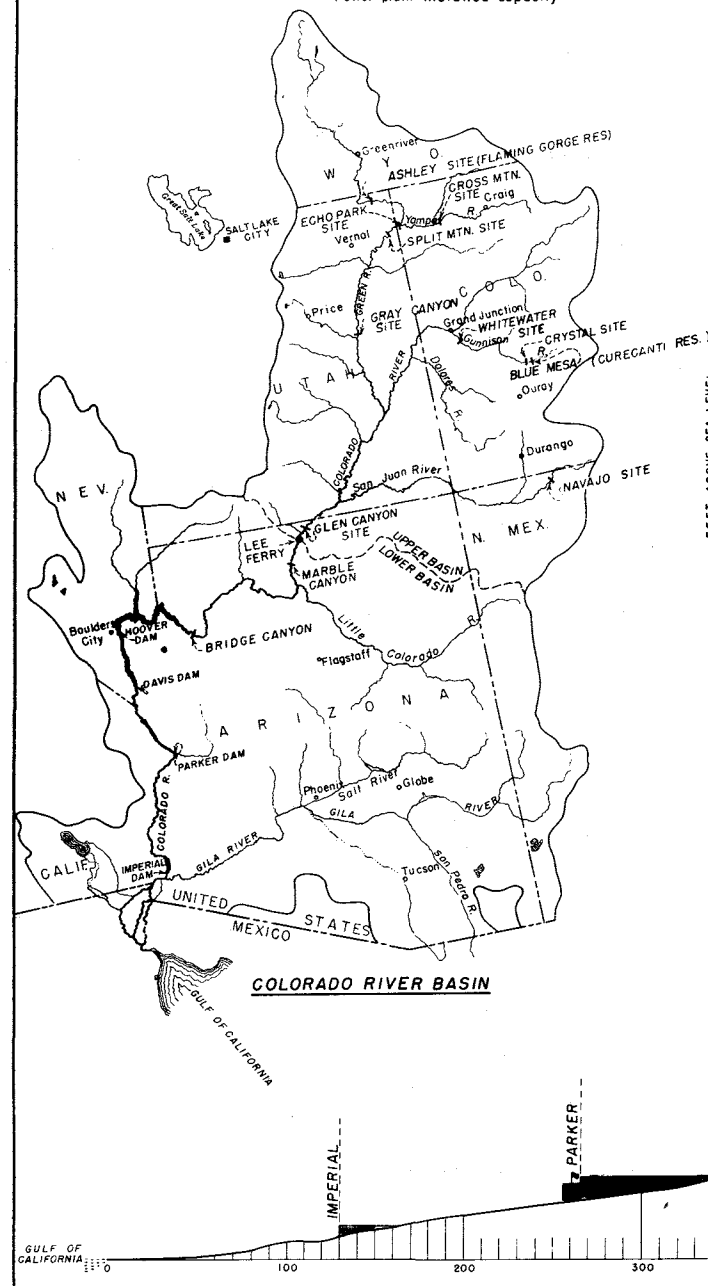 Power plant installed capacity
Greenriver
W Y O.
ASHLEY SITE (FLAMING GORGE RES)
CROSS MTN. SITE
Craig
Great Salt Lake
SALT LAKE CITY
ECHO PARK SITE
Yampa R.
Vernal
SPLIT MTN. SITE
GREEN R.
COLO.
Price
GRAY CANYON SITE
Grand Junction
WHITEWATER SITE
Gunnison R.
CRYSTAL SITE
BLUE MESA (CURECANTI RES.)
UTAH
RIVER
Dolores R.
Ouray
FEET ABOVE SEA LEVEL
COLORADO
Durango
San Juan River
NAVAJO SITE
NEV.
GLEN CANYON SITE
N. MEX.
LEE FERRY
UPPER BASIN
LOWER BASIN
MARBLE CANYON
Boulder City
HOOVER DAM
BRIDGE CANYON
Little Colorado R.
Flagstaff
DAVIS DAM
ARIZONA
PARKER DAM
Phoenix
Salt River
Globe
GILA RIVER
COLORADO R.
CALIF.
IMPERIAL DAM
GILA RIVER
Tucson
San Pedro R.
UNITED STATES
MEXICO
COLORADO RIVER BASIN
GULF OF CALIFORNIA
IMPERIAL
PARKER
GULF OF CALIFORNIA
0 100 200 300